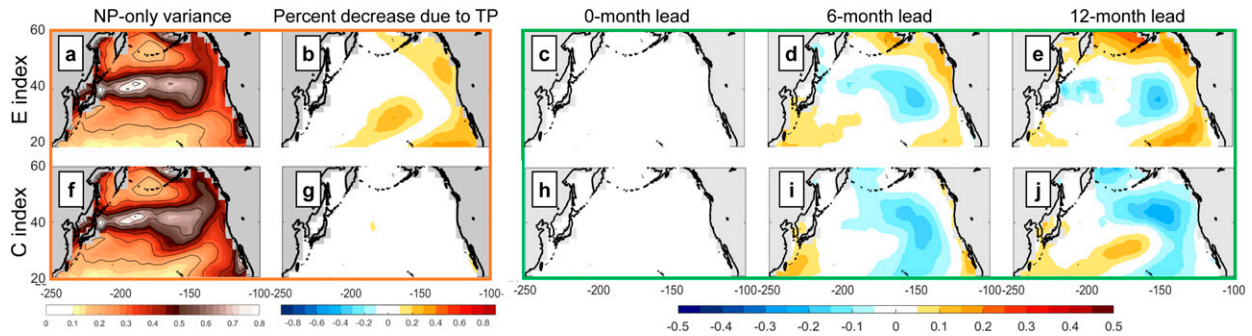 NP-only variance Percent decrease due to TP 0-month lead 6-month lead 12-month lead
E index
60 40 20
a b c d e
C index
60 40 20
f g h i j
-250 -200 -150 -100 -250 -200 -150 -100 -250 -200 -150 -100 -250 -200 -150 -100 -250 -200 -150 -100
0 0.1 0.2 0.3 0.4 0.5 0.6 0.7 0.8
-0.8 -0.6 -0.4 -0.2 0 0.2 0.4 0.6 0.8
-0.5 -0.4 -0.3 -0.2 -0.1 0 0.1 0.2 0.3 0.4 0.5